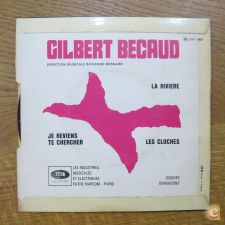 GILBERT BECAUD
DIRECTION MUSICALE RAYMOND BERNARD
LA RIVIERE
JE REVIENS
TE CHERCHER
LES CLOCHES
LES INDUSTRIES
MUSICALES
ET ELECTRIQUES
PATHE MARCONI - PARIS
DISQUES